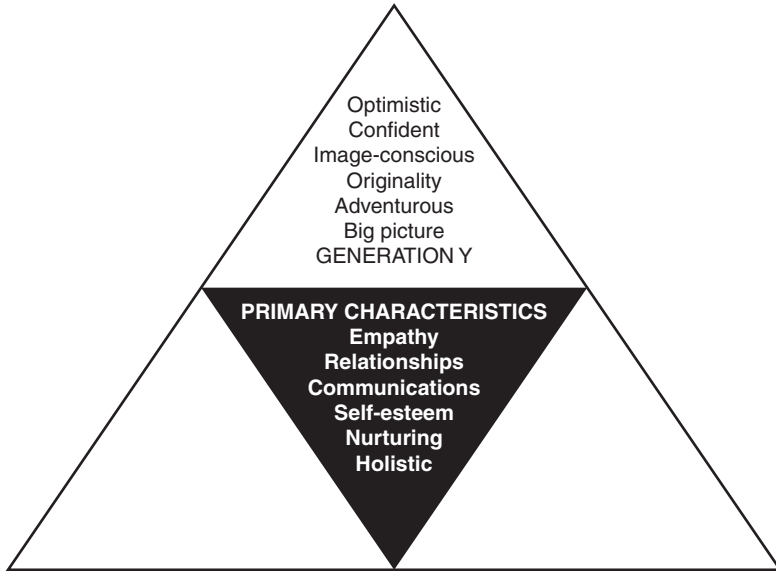 Optimistic
Confident
Image-conscious
Originality
Adventurous
Big picture
GENERATION Y
PRIMARY CHARACTERISTICS
Empathy
Relationships
Communications
Self-esteem
Nurturing
Holistic